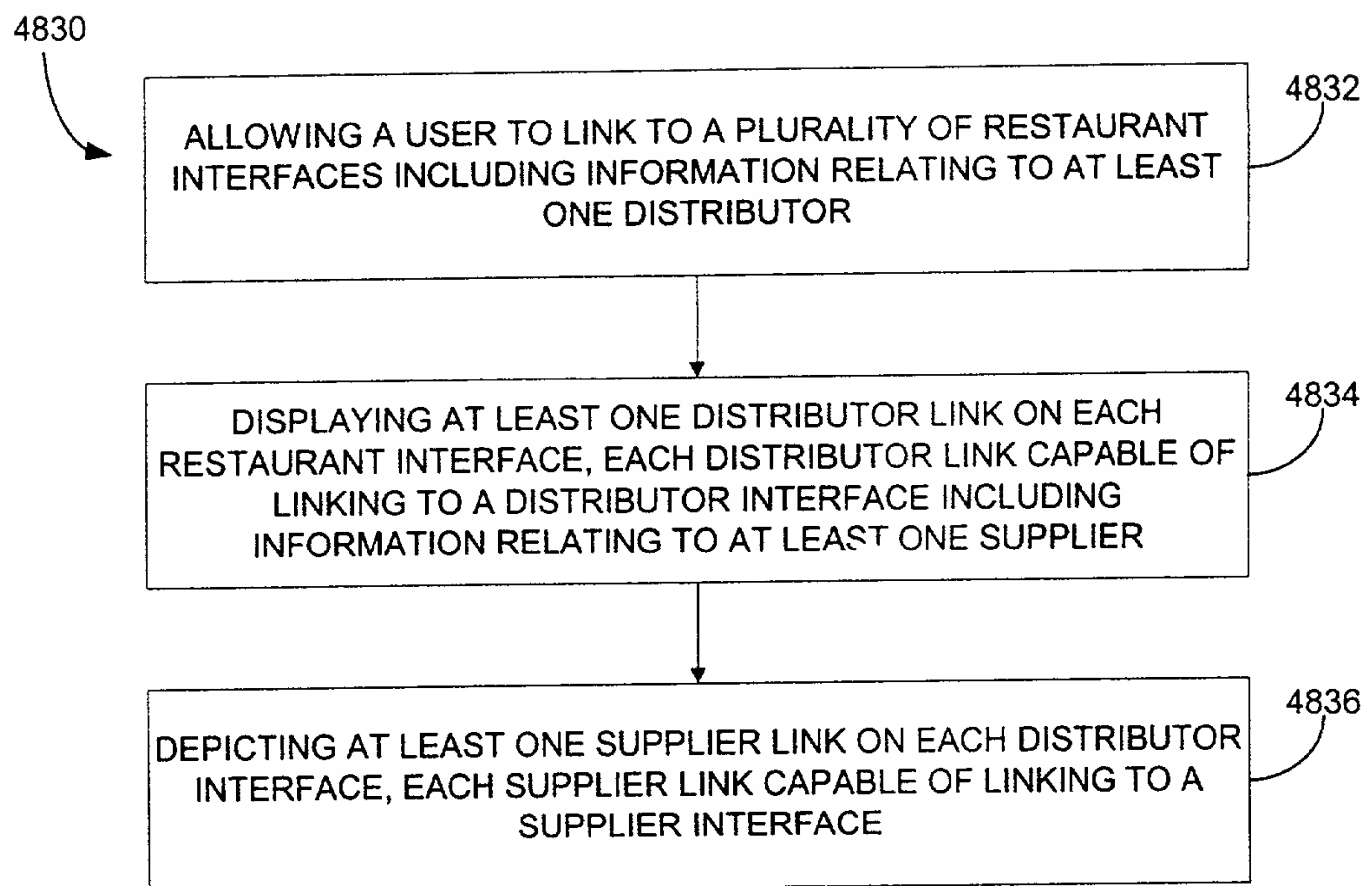 4830
4832
ALLOWING A USER TO LINK TO A PLURALITY OF RESTAURANT
INTERFACES INCLUDING INFORMATION RELATING TO AT LEAST
ONE DISTRIBUTOR
4834
DISPLAYING AT LEAST ONE DISTRIBUTOR LINK ON EACH
RESTAURANT INTERFACE, EACH DISTRIBUTOR LINK CAPABLE OF
LINKING TO A DISTRIBUTOR INTERFACE INCLUDING
INFORMATION RELATING TO AT LEAST ONE SUPPLIER
4836
DEPICTING AT LEAST ONE SUPPLIER LINK ON EACH DISTRIBUTOR
INTERFACE, EACH SUPPLIER LINK CAPABLE OF LINKING TO A
SUPPLIER INTERFACE